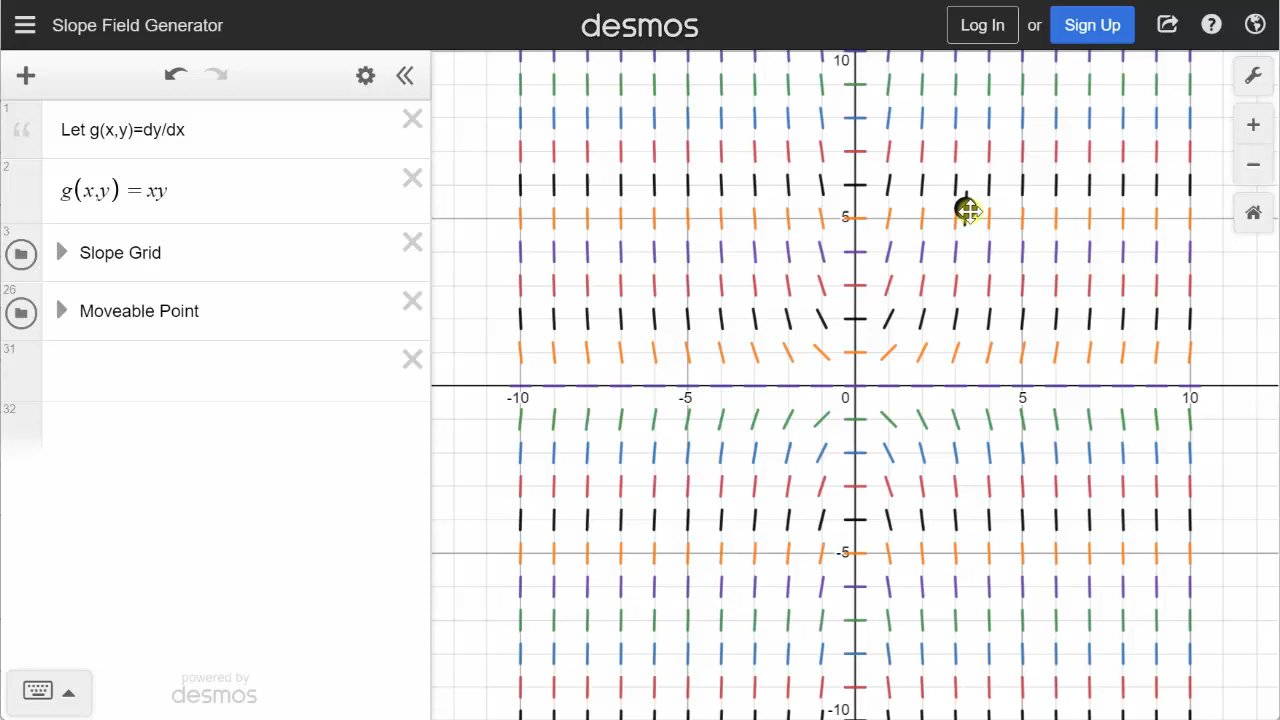 Slope Field Generator
desmos
Log In or Sign Up
1
Let g(x,y)=dy/dx
2
g(x,y) = xy
3
Slope Grid
26
Moveable Point
31
32
powered by
desmos
10
5
-10 -5 0 5 10
-5
-10